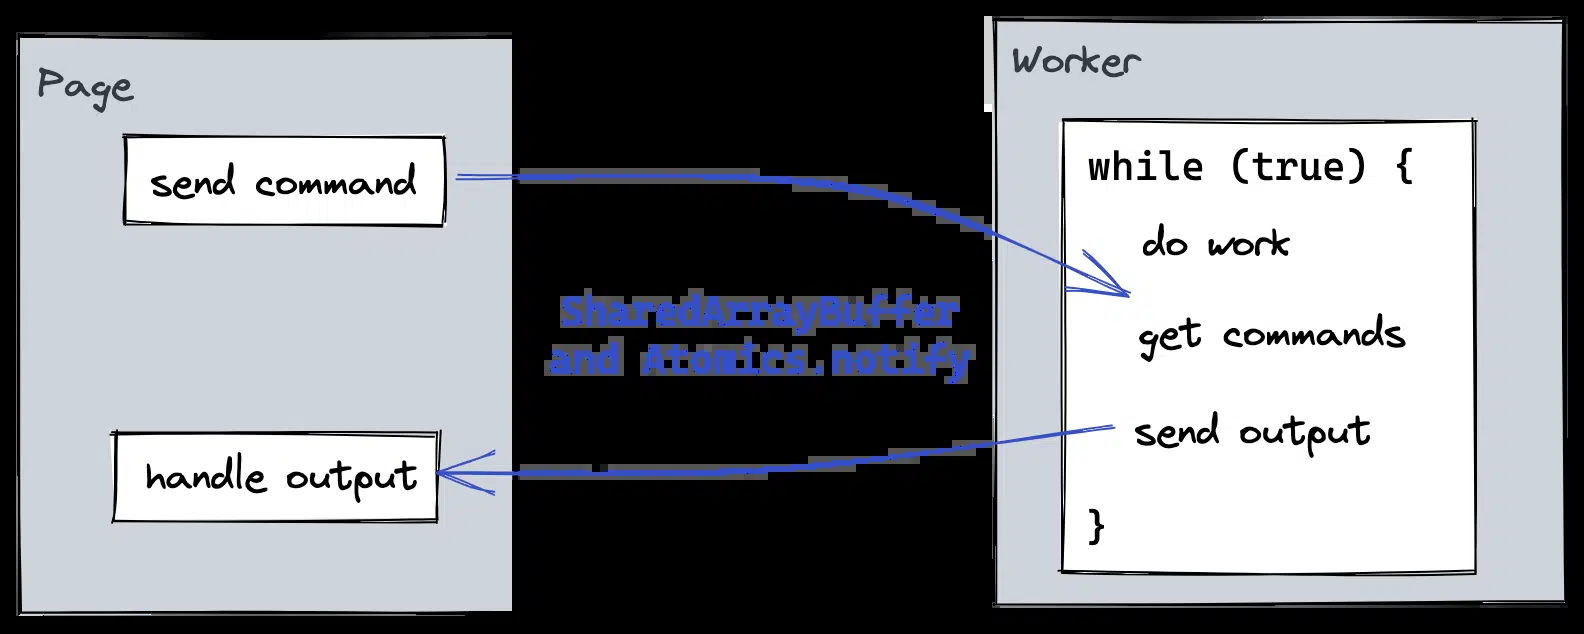 Page
send command
handle output
SharedArrayBuffer
and Atomics.notify
Worker
while (true) {
do work
get commands
send output
}